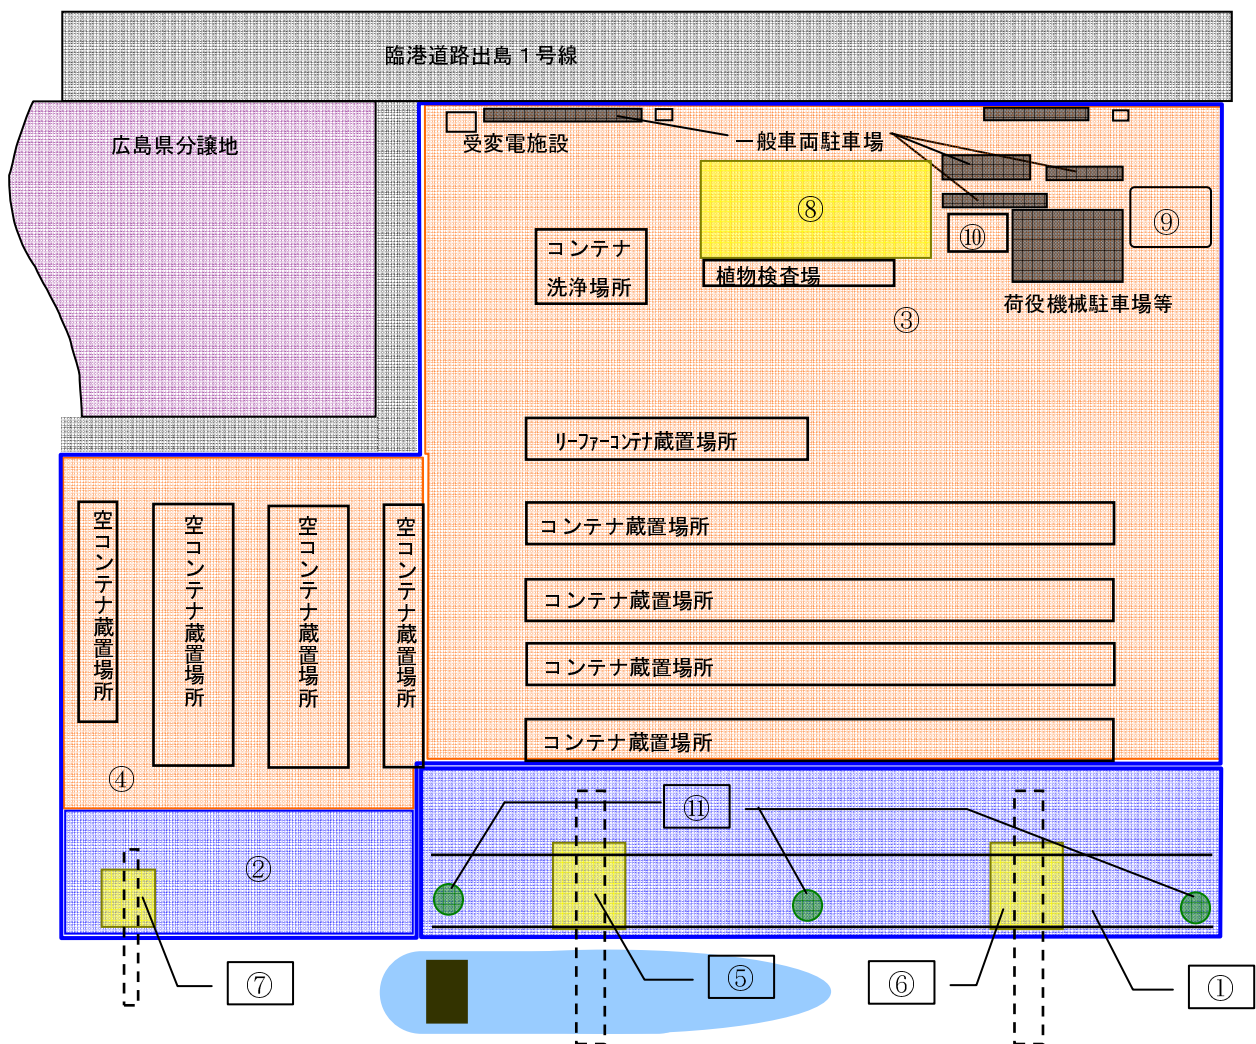 臨港道路出島1号線
広島県分譲地
受変電施設
一般車両駐車場
⑧
⑨
⑩
コンテナ
洗浄場所
植物検査場
荷役機械駐車場等
③
リーファーコンテナ蔵置場所
空コンテナ蔵置場所
空コンテナ蔵置場所
空コンテナ蔵置場所
空コンテナ蔵置場所
コンテナ蔵置場所
コンテナ蔵置場所
コンテナ蔵置場所
コンテナ蔵置場所
④
⑪
②
⑦
⑤
⑥
①